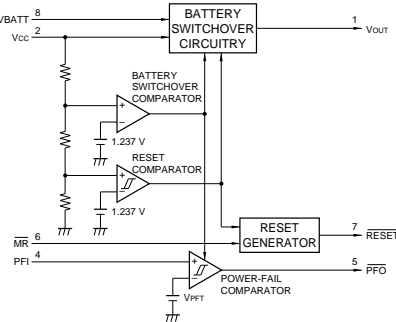 VBATT 8
VCC 2
BATTERY
SWITCHOVER
CIRCUITRY
1 VOUT
BATTERY
SWITCHOVER
COMPARATOR
+
−
1.237 V
RESET
COMPARATOR
+
−
1.237 V
RESET
GENERATOR
7 RESET
MR 6
PFI 4
+
−
5 PFO
POWER-FAIL
COMPARATOR
VPFT